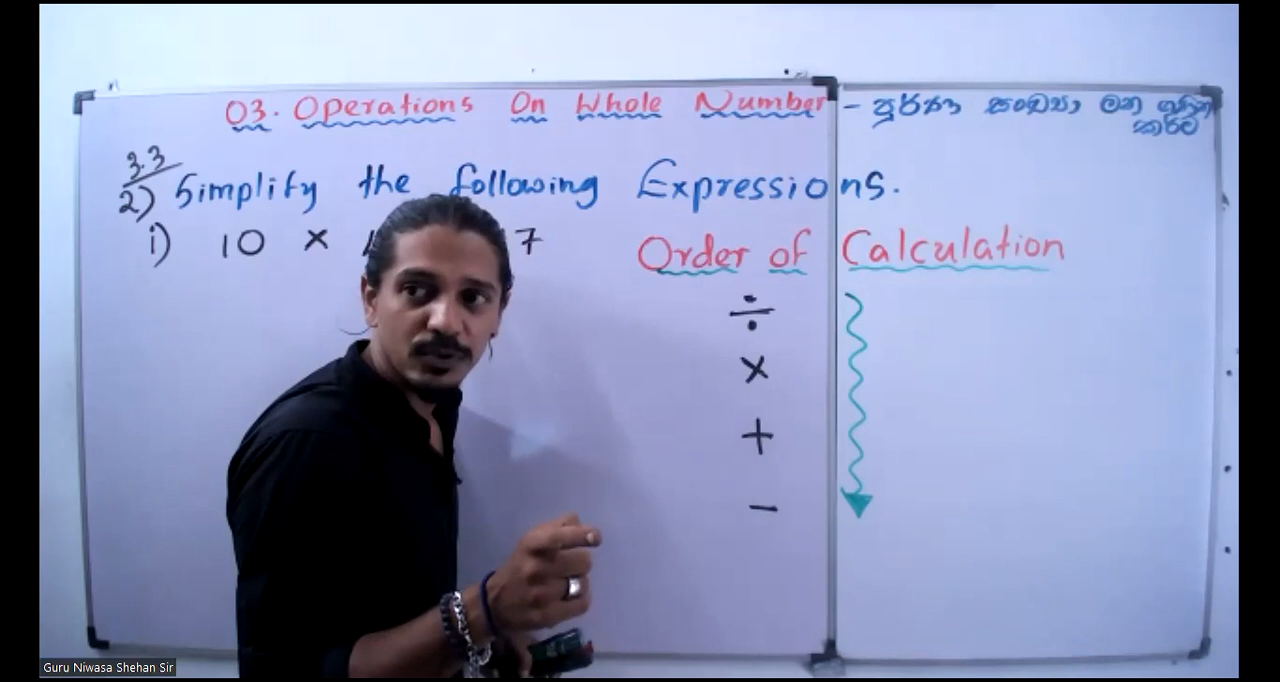 03. Operations On Whole Number - පූර්ණ සංඛ්‍යා මත ගණිත
කර්ම
3.3
2) Simplify the following Expressions.
i) 10 × 7
Order of Calculation
÷
×
+
-
Guru Niwasa Shehan Sir